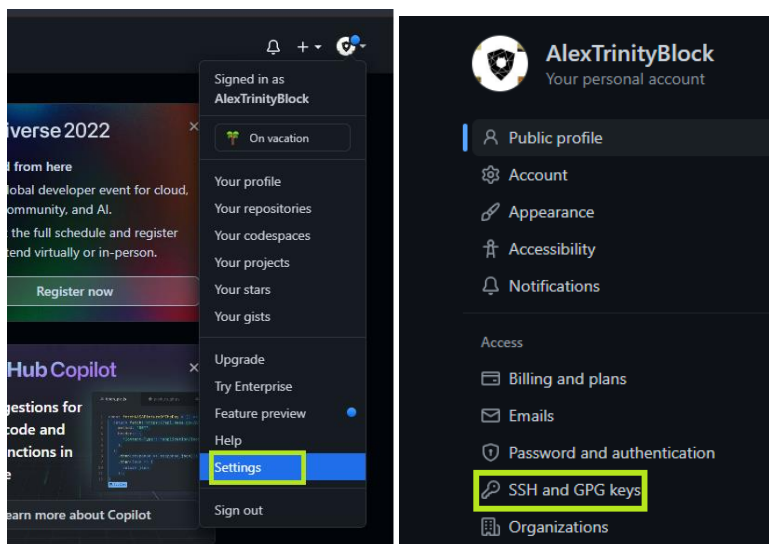 Signed in as
AlexTrinityBlock
On vacation
Your profile
Your repositories
Your codespaces
Your projects
Your stars
Your gists
Upgrade
Try Enterprise
Feature preview
Help
Settings
Sign out
iverse 2022
from here
lobal developer event for cloud,
ommunity, and AI.
the full schedule and register
tend virtually or in-person.
Register now
Hub Copilot
gestions for
code and
nctions in
earn more about Copilot
AlexTrinityBlock
Your personal account
Public profile
Account
Appearance
Accessibility
Notifications
Access
Billing and plans
Emails
Password and authentication
SSH and GPG keys
Organizations